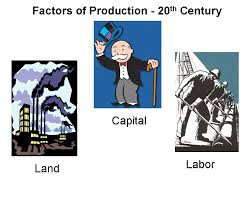 Factors of Production - 20th Century
Capital
Land
Labor